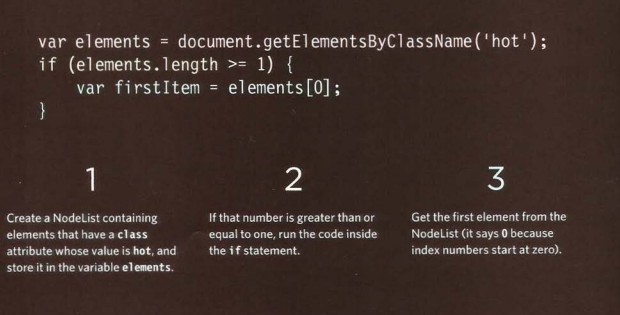 var elements = document.getElementsByClassName('hot');
if (elements.length >= 1) {
var firstItem = elements[0];
}
1
Create a NodeList containing
elements that have a class
attribute whose value is hot, and
store it in the variable elements.
2
If that number is greater than or
equal to one, run the code inside
the if statement.
3
Get the first element from the
NodeList (it says 0 because
index numbers start at zero).